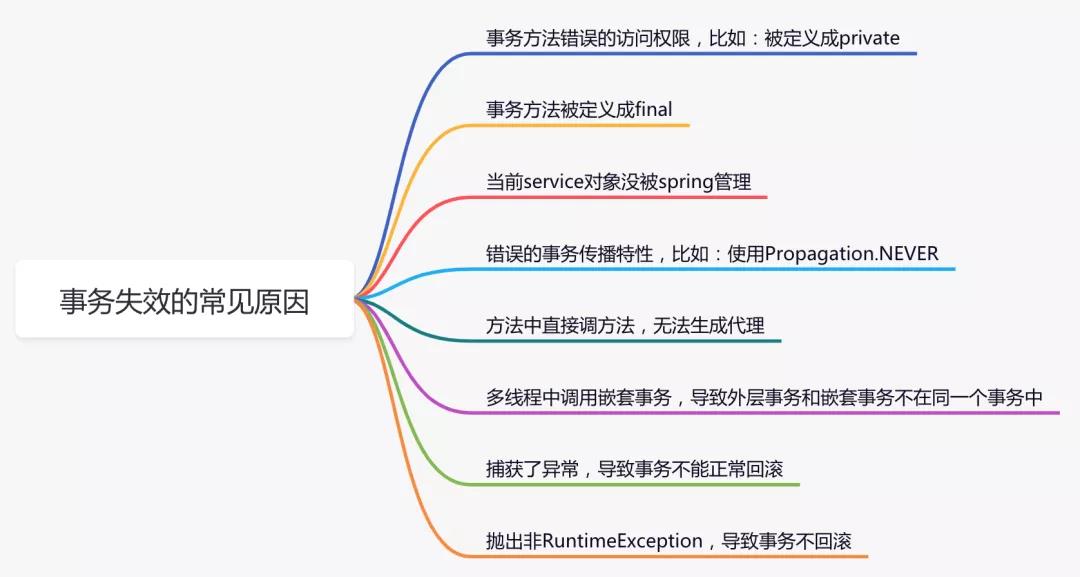 事务方法错误的访问权限，比如：被定义成private
事务方法被定义成final
当前service对象没被spring管理
错误的事务传播特性，比如：使用Propagation.NEVER
事务失效的常见原因
方法中直接调方法，无法生成代理
多线程中调用嵌套事务，导致外层事务和嵌套事务不在同一个事务中
捕获了异常，导致事务不能正常回滚
抛出非RuntimeException，导致事务不回滚